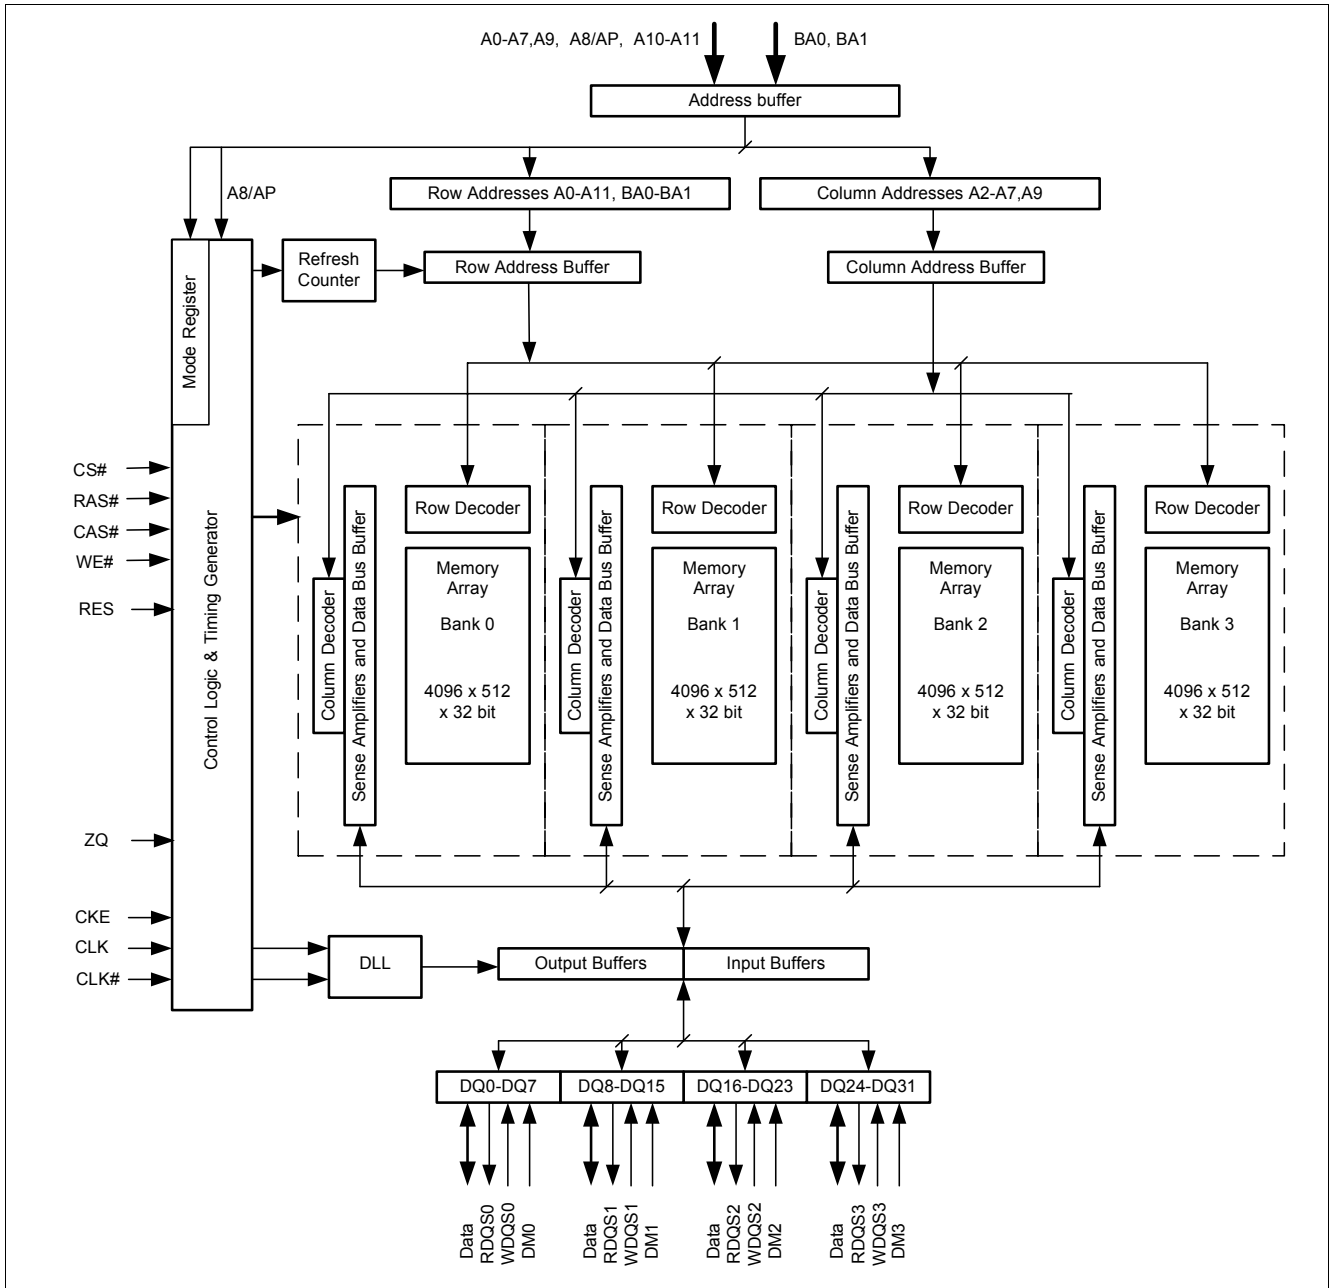 A0-A7,A9, A8/AP, A10-A11
BA0, BA1
Address buffer
A8/AP
Row Addresses A0-A11, BA0-BA1
Column Addresses A2-A7,A9
Mode Register
Refresh
Counter
Row Address Buffer
Column Address Buffer
CS#
RAS#
CAS#
WE#
RES
ZQ
CKE
CLK
CLK#
Control Logic & Timing Generator
Column Decoder
Sense Amplifiers and Data Bus Buffer
Row Decoder
Memory
Array
Bank 0
4096 x 512
x 32 bit
Column Decoder
Sense Amplifiers and Data Bus Buffer
Row Decoder
Memory
Array
Bank 1
4096 x 512
x 32 bit
Column Decoder
Sense Amplifiers and Data Bus Buffer
Row Decoder
Memory
Array
Bank 2
4096 x 512
x 32 bit
Column Decoder
Sense Amplifiers and Data Bus Buffer
Row Decoder
Memory
Array
Bank 3
4096 x 512
x 32 bit
DLL
Output Buffers
Input Buffers
DQ0-DQ7
DQ8-DQ15
DQ16-DQ23
DQ24-DQ31
Data
RDQS0
WDQS0
DM0
Data
RDQS1
WDQS1
DM1
Data
RDQS2
WDQS2
DM2
Data
RDQS3
WDQS3
DM3